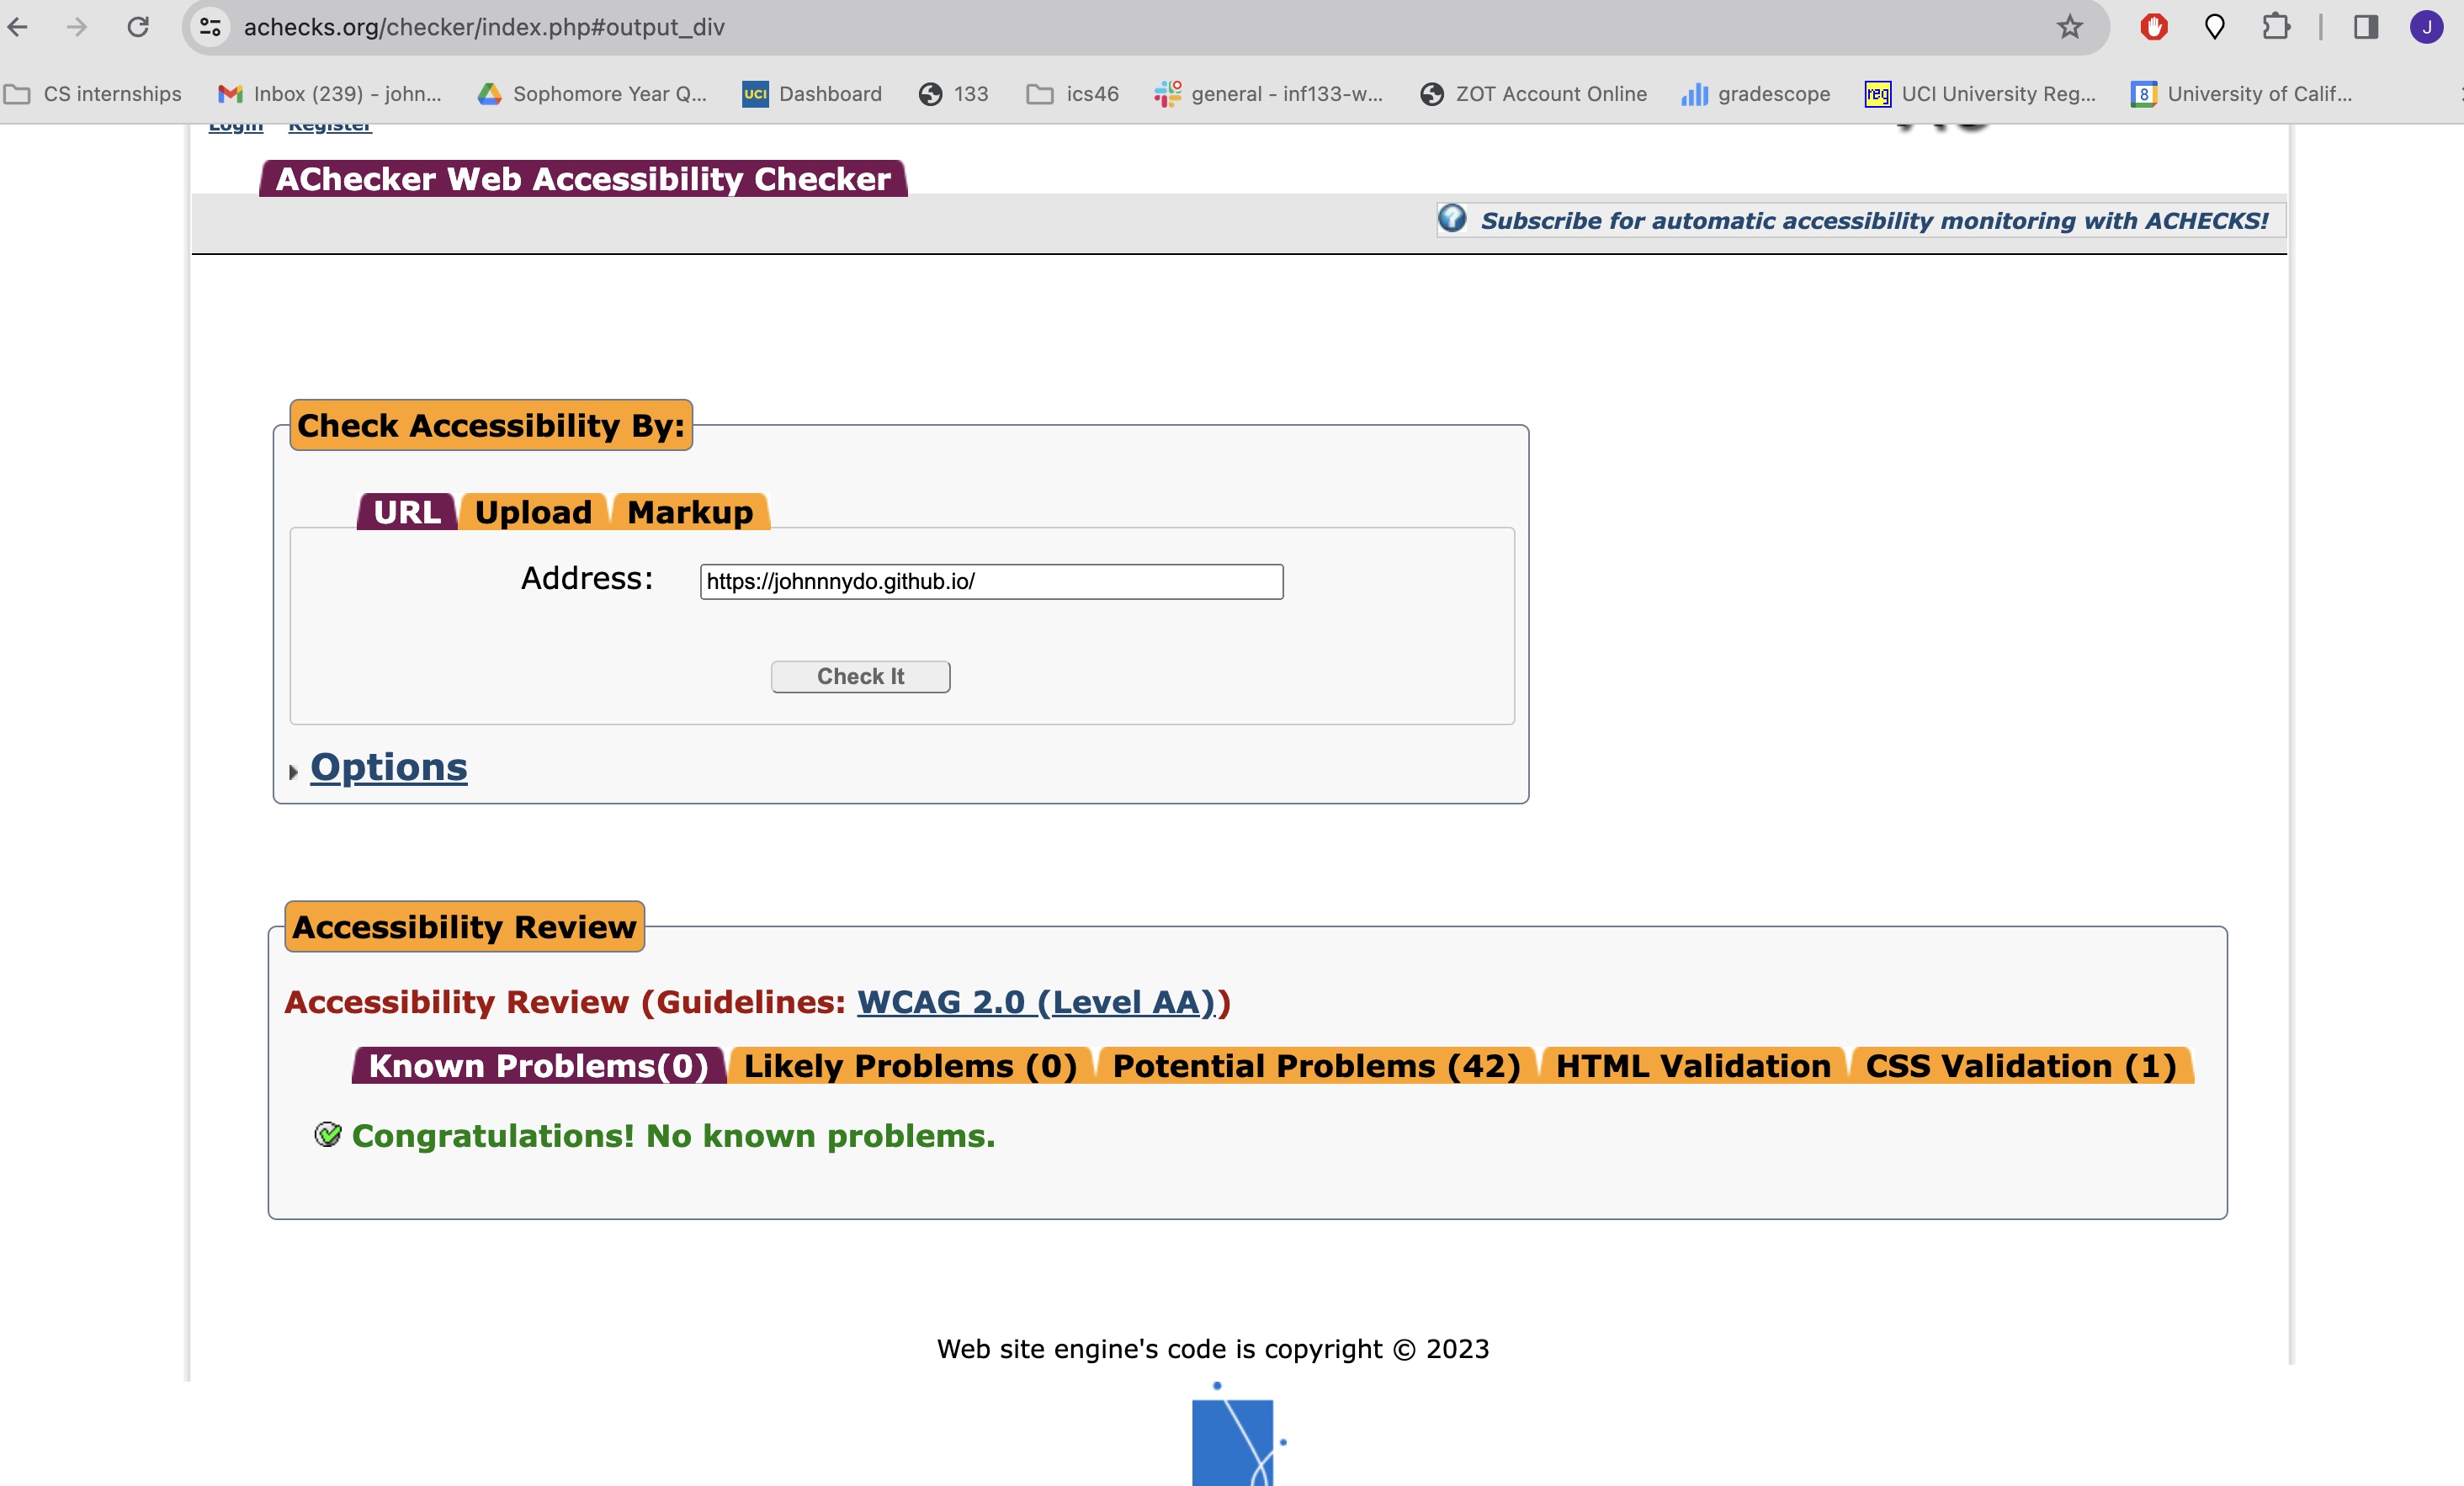 achecks.org/checker/index.php#output_div
J
CS internships Inbox (239) - john... Sophomore Year Q... UCI Dashboard 133 ics46 general - inf133-w... ZOT Account Online gradescope reg UCI University Reg... 8 University of Calif...
Login Register
AChecker Web Accessibility Checker
? Subscribe for automatic accessibility monitoring with ACHECKS!
Check Accessibility By:
URL Upload Markup
Address: https://johnnnydo.github.io/
Check It
Options
Accessibility Review
Accessibility Review (Guidelines: WCAG 2.0 (Level AA))
Known Problems(0) Likely Problems (0) Potential Problems (42) HTML Validation CSS Validation (1)
Congratulations! No known problems.
Web site engine's code is copyright © 2023